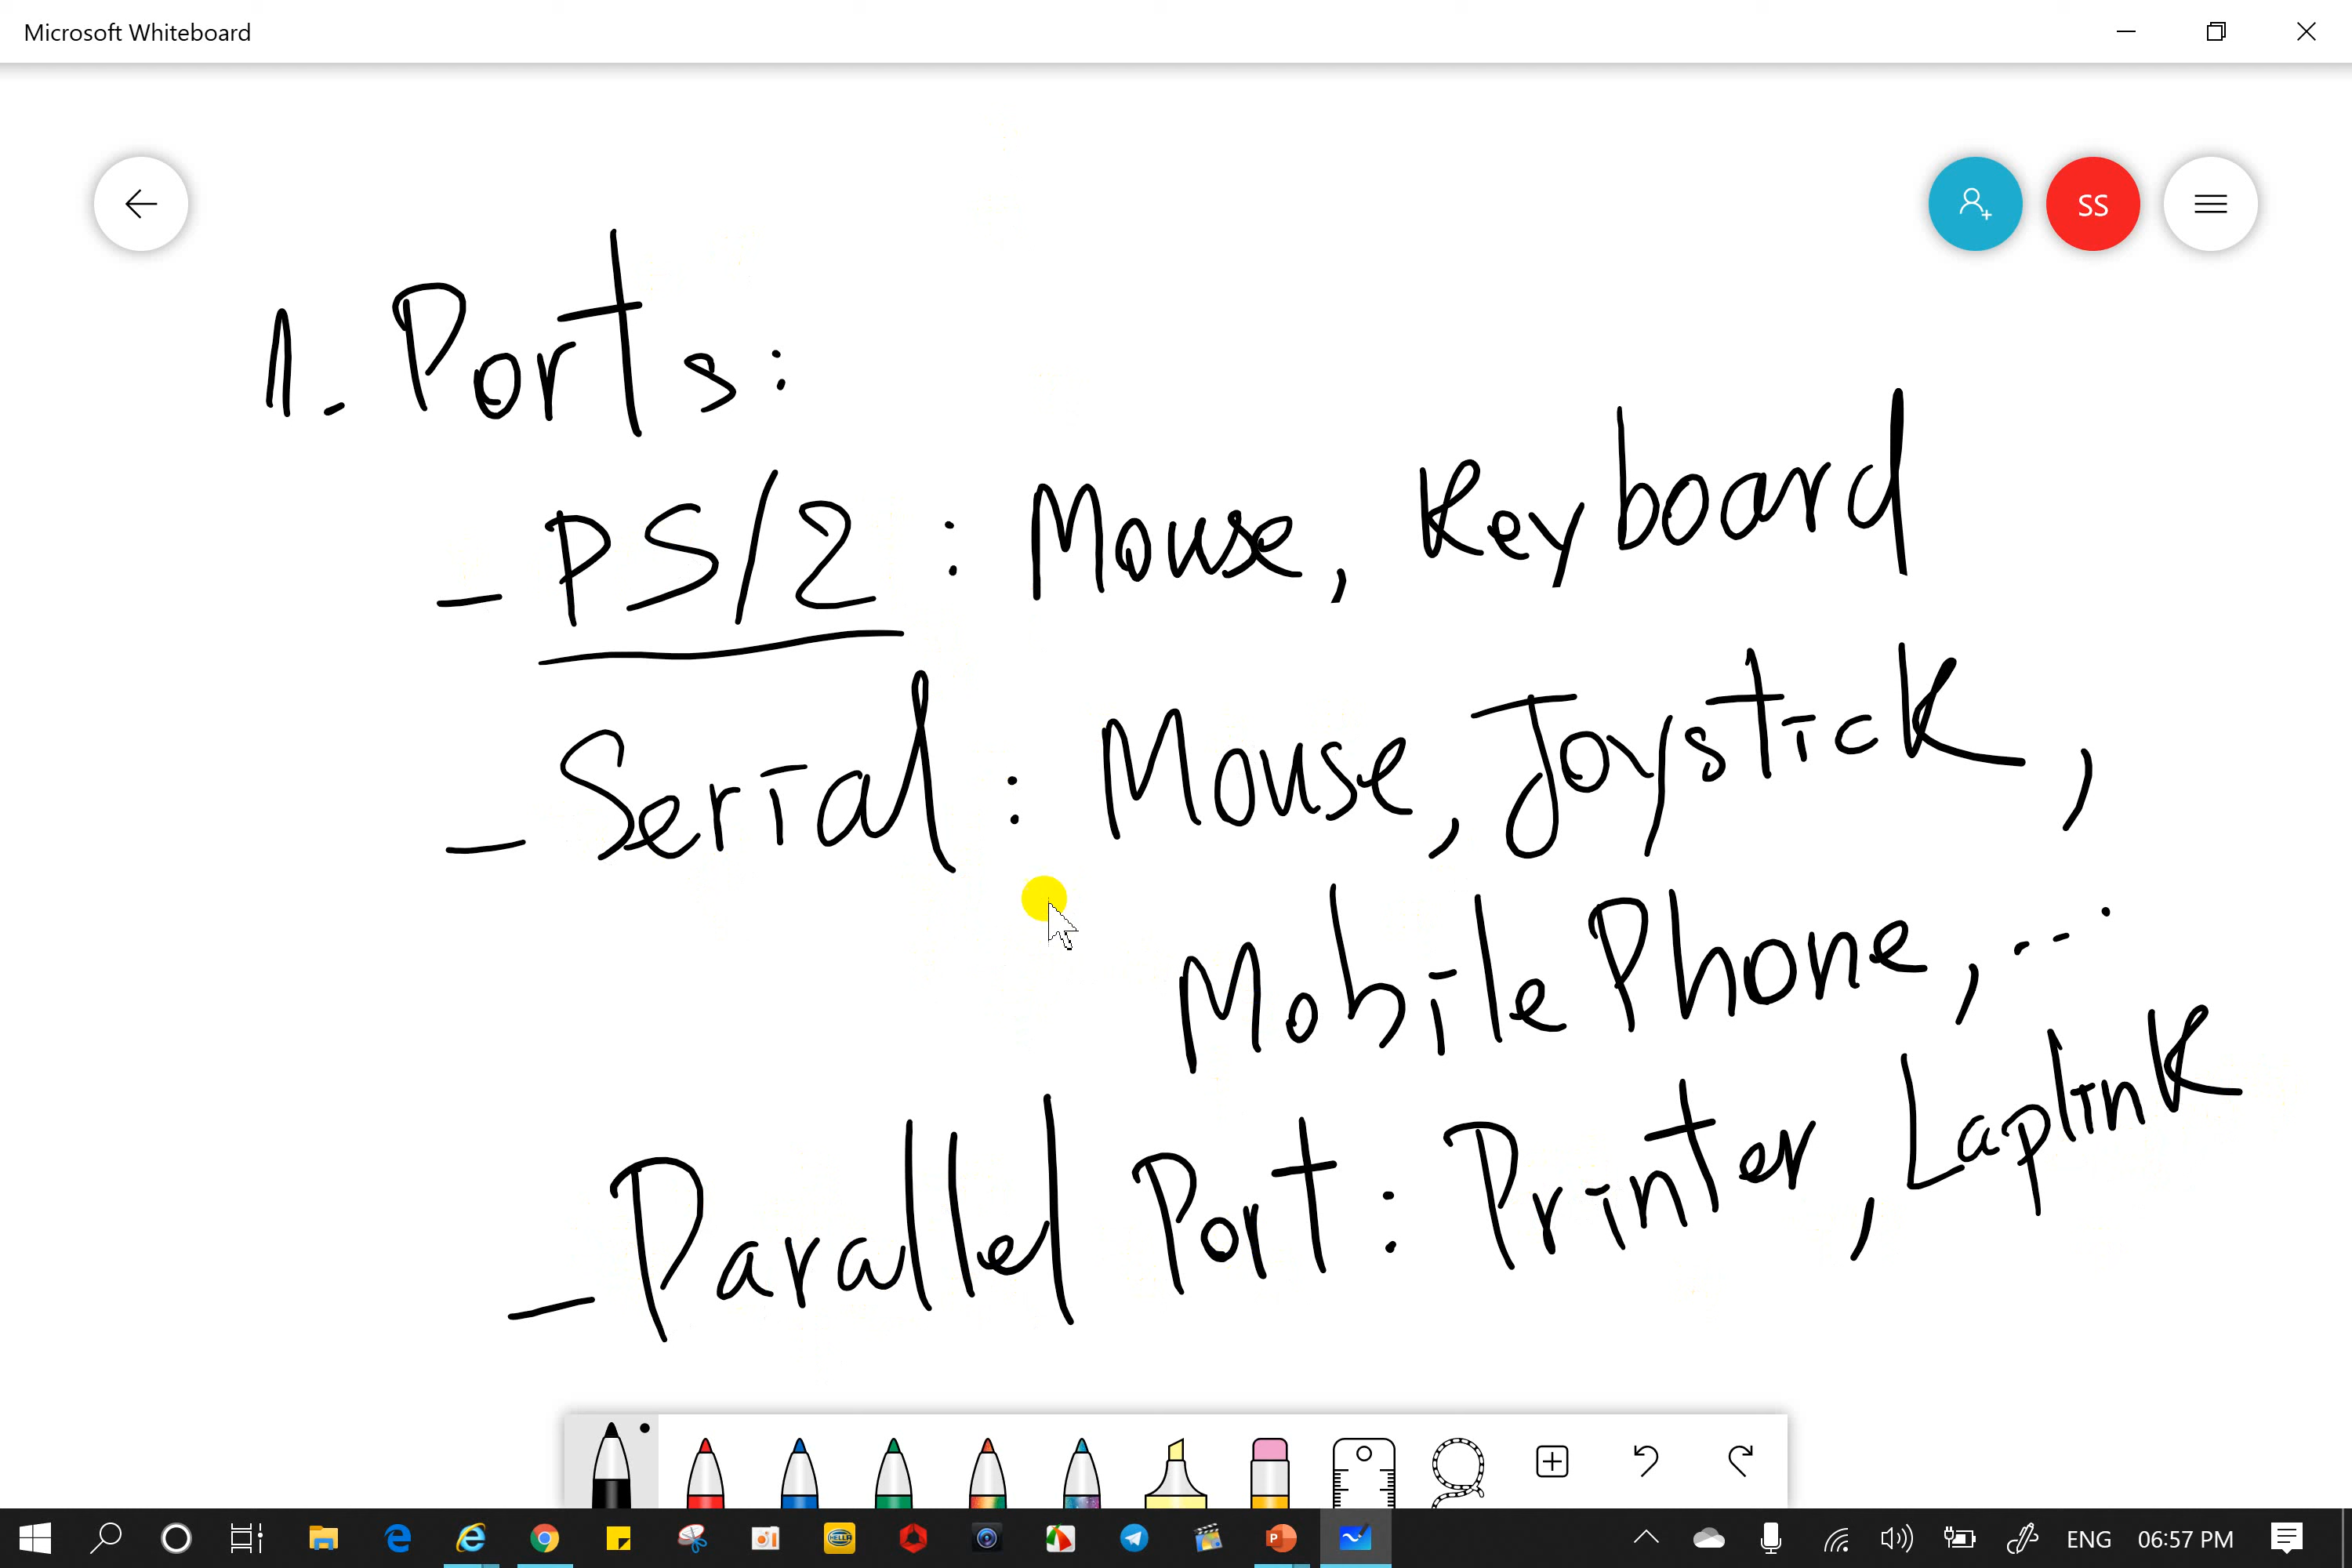 Microsoft Whiteboard
SS
1. Ports:
- PS/2 : Mouse, Keyboard
- Serial : Mouse, Joystick,
Mobile Phone, ...
- Parallel Port : Printer, Laplink
HELLA
ENG 06:57 PM